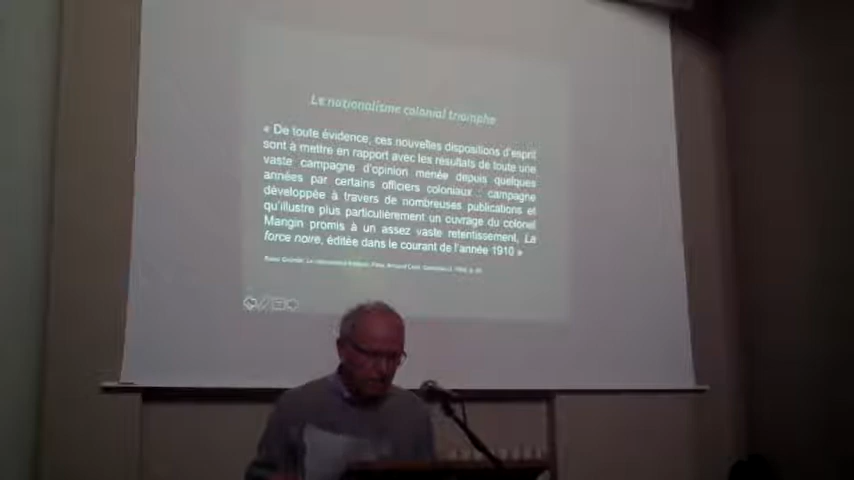 Le nationalisme colonial triomphe
« De toute évidence, ces nouvelles dispositions d'esprit
sont à mettre en rapport avec les résultats de toute une
vaste campagne d'opinion menée depuis quelques
années par certains officiers coloniaux : campagne
développée à travers de nombreuses publications et
qu'illustre plus particulièrement un ouvrage du colonel
Mangin promis à un assez vaste retentissement, La
force noire, éditée dans le courant de l'année 1910 »